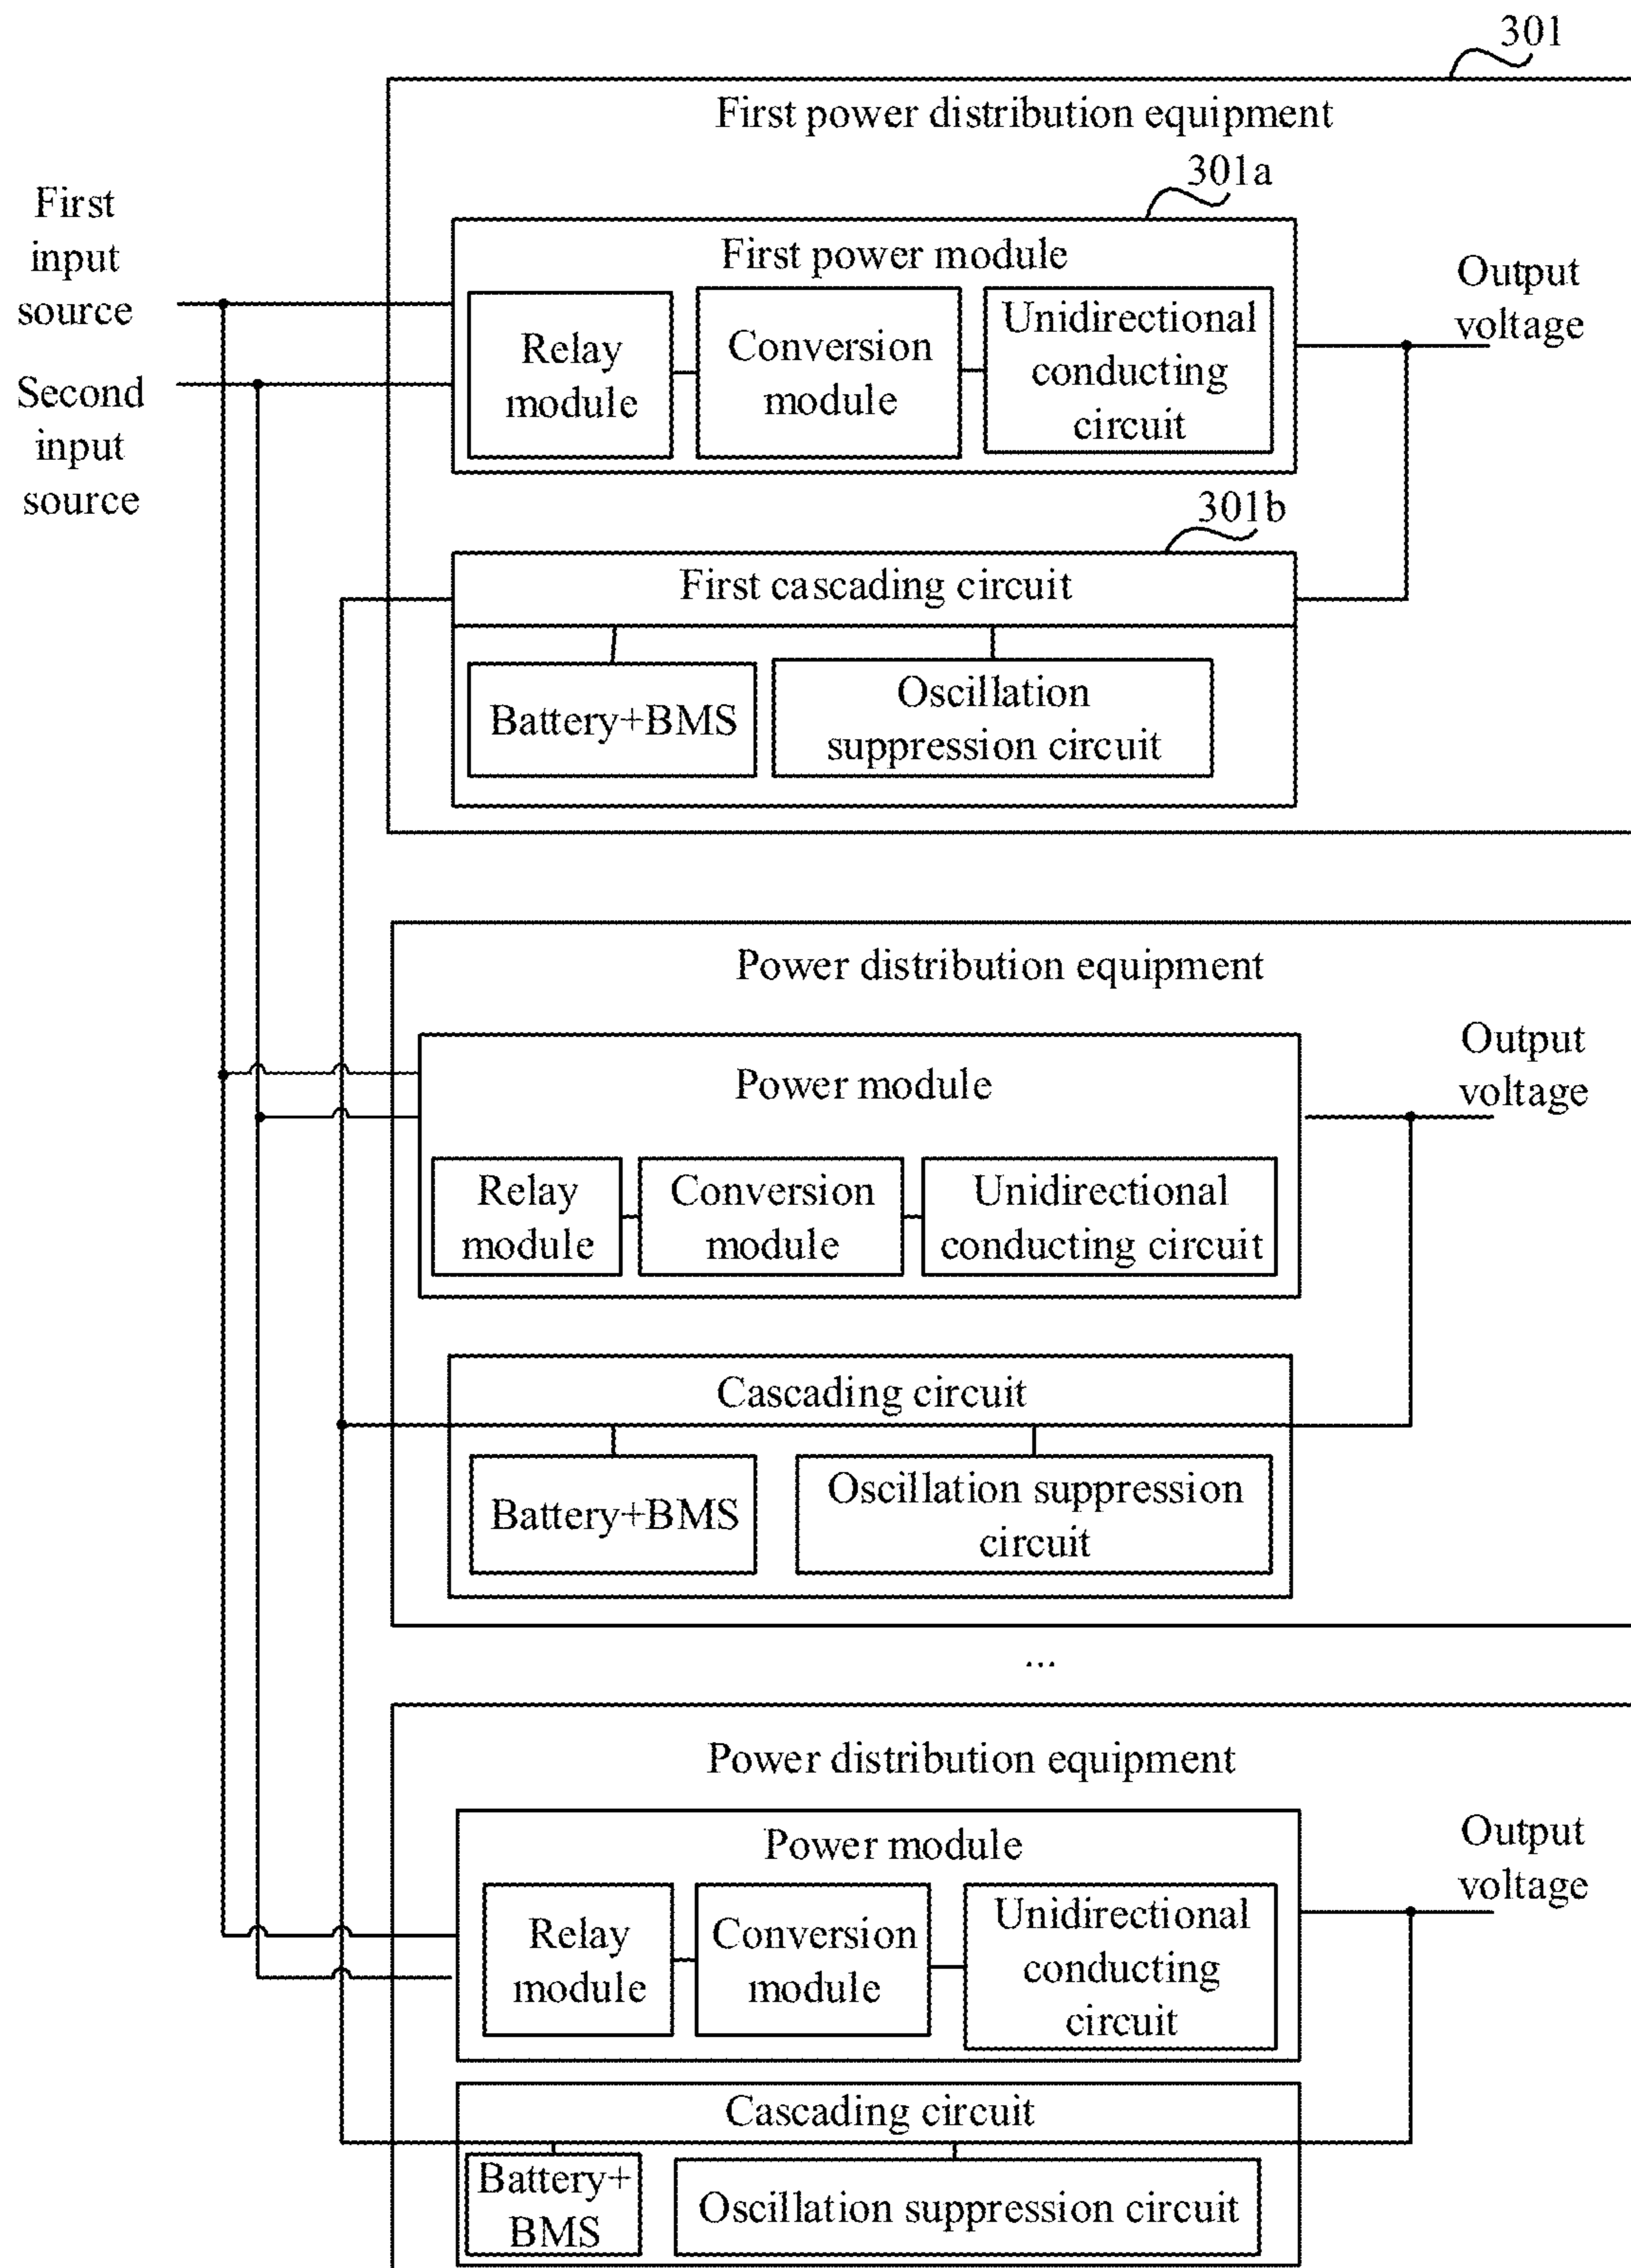 301
First power distribution equipment
301a
First
input
source
First power module
Relay
module
Conversion
module
Unidirectional
conducting
circuit
Output
voltage
Second
input
source
301b
First cascading circuit
Battery+BMS
Oscillation
suppression circuit
Power distribution equipment
Power module
Output
voltage
Relay
module
Conversion
module
Unidirectional
conducting circuit
Cascading circuit
Battery+BMS
Oscillation suppression
circuit
...
Power distribution equipment
Power module
Output
voltage
Relay
module
Conversion
module
Unidirectional
conducting
circuit
Cascading circuit
Battery+
BMS
Oscillation suppression circuit